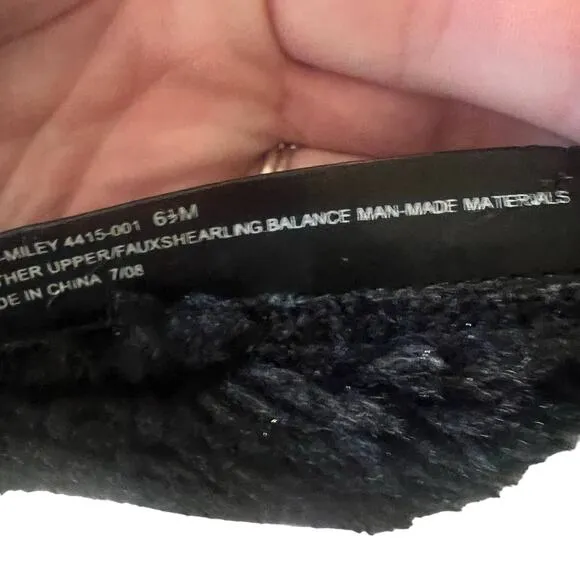 -MILEY 4415-001 6½M
THER UPPER/FAUXSHEARLING.BALANCE MAN-MADE MATERIALS
DE IN CHINA 7/08